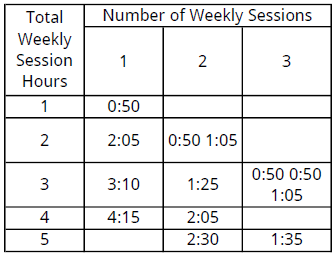 Total Weekly Session Hours
Number of Weekly Sessions
1 2 3
1 0:50
2 2:05 0:50 1:05
3 3:10 1:25 0:50 0:50 1:05
4 4:15 2:05
5 2:30 1:35